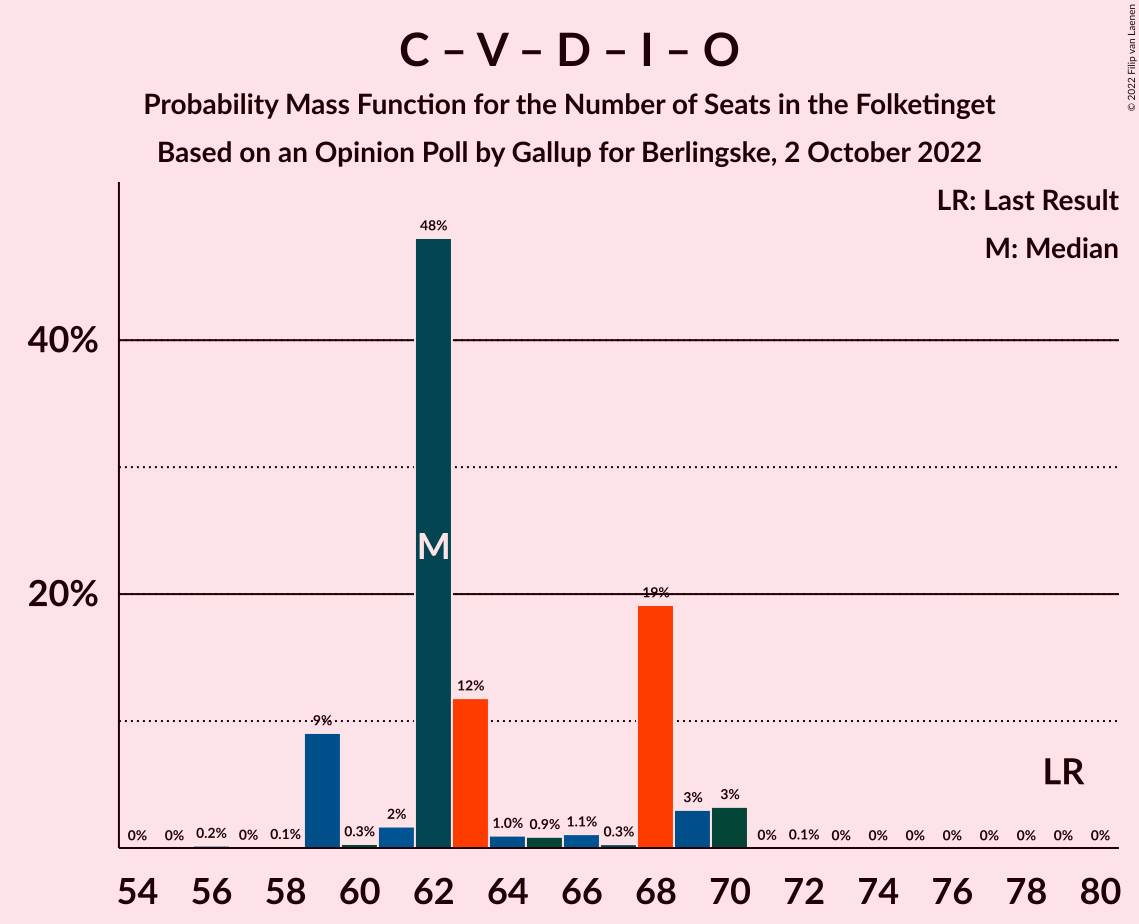 C – V – D – I – O
Probability Mass Function for the Number of Seats in the Folketinget
Based on an Opinion Poll by Gallup for Berlingske, 2 October 2022
© 2022 Filip van Laenen
LR: Last Result
M: Median
40%
20%
0% 0% 0.2% 0% 0.1% 9% 0.3% 2% 48% 12% 1.0% 0.9% 1.1% 0.3% 19% 3% 3% 0% 0.1% 0% 0% 0% 0% 0% 0% 0% 0%
M
LR
54 56 58 60 62 64 66 68 70 72 74 76 78 80